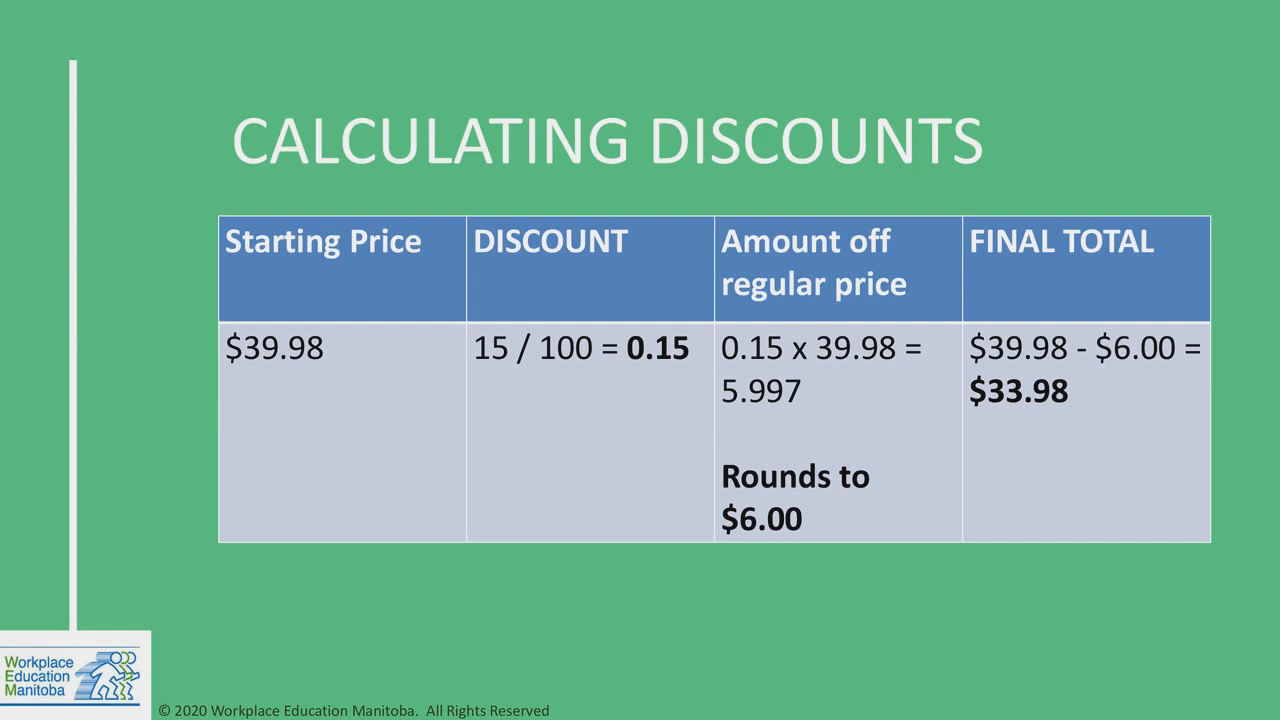 CALCULATING DISCOUNTS
Starting Price
DISCOUNT
Amount off
regular price
FINAL TOTAL
$39.98
15 / 100 = 0.15
0.15 x 39.98 =
5.997
Rounds to
$6.00
$39.98 - $6.00 =
$33.98
Workplace
Education
Manitoba
© 2020 Workplace Education Manitoba.  All Rights Reserved